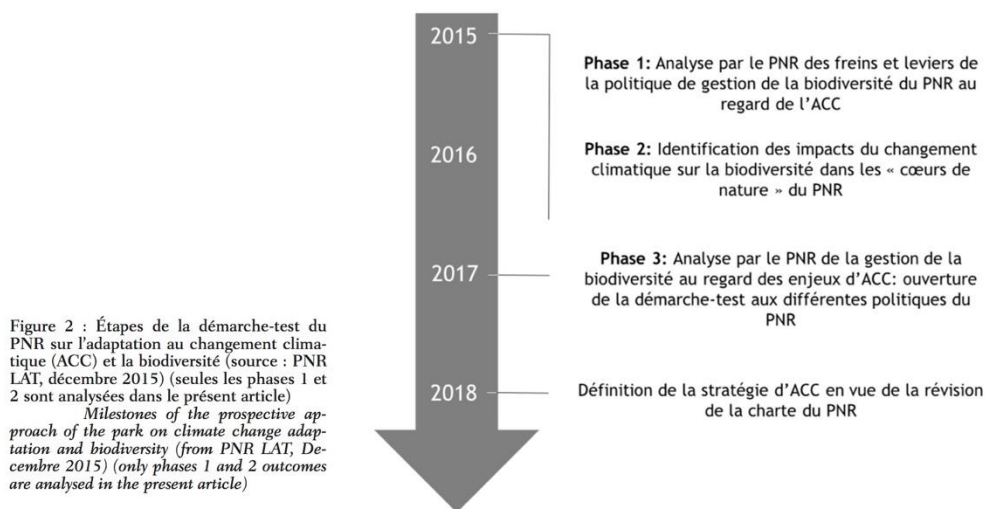 2015
Phase 1: Analyse par le PNR des freins et leviers de
la politique de gestion de la biodiversité du PNR au
regard de l’ACC
2016
Phase 2: Identification des impacts du changement
climatique sur la biodiversité dans les « cœurs de
nature » du PNR
2017
Phase 3: Analyse par le PNR de la gestion de la
biodiversité au regard des enjeux d’ACC: ouverture
de la démarche-test aux différentes politiques du
PNR
2018
Définition de la stratégie d’ACC en vue de la révision
de la charte du PNR
Figure 2 : Étapes de la démarche-test du
PNR sur l’adaptation au changement clima-
tique (ACC) et la biodiversité (source : PNR
LAT, décembre 2015) (seules les phases 1 et
2 sont analysées dans le présent article)
Milestones of the prospective ap-
proach of the park on climate change adap-
tation and biodiversity (from PNR LAT, De-
cembre 2015) (only phases 1 and 2 outcomes
are analysed in the present article)